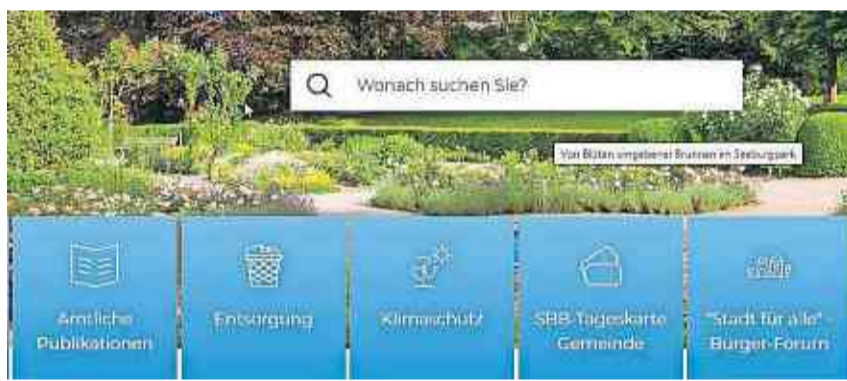 Wonach suchen Sie?
Von Blüten umgebener Brunnen im Seeburgpark
Amtliche
Publikationen
Entsorgung
Klimaschutz
SBB-Tageskarte
Gemeinde
"Stadt für alle" -
Bürger-Forum